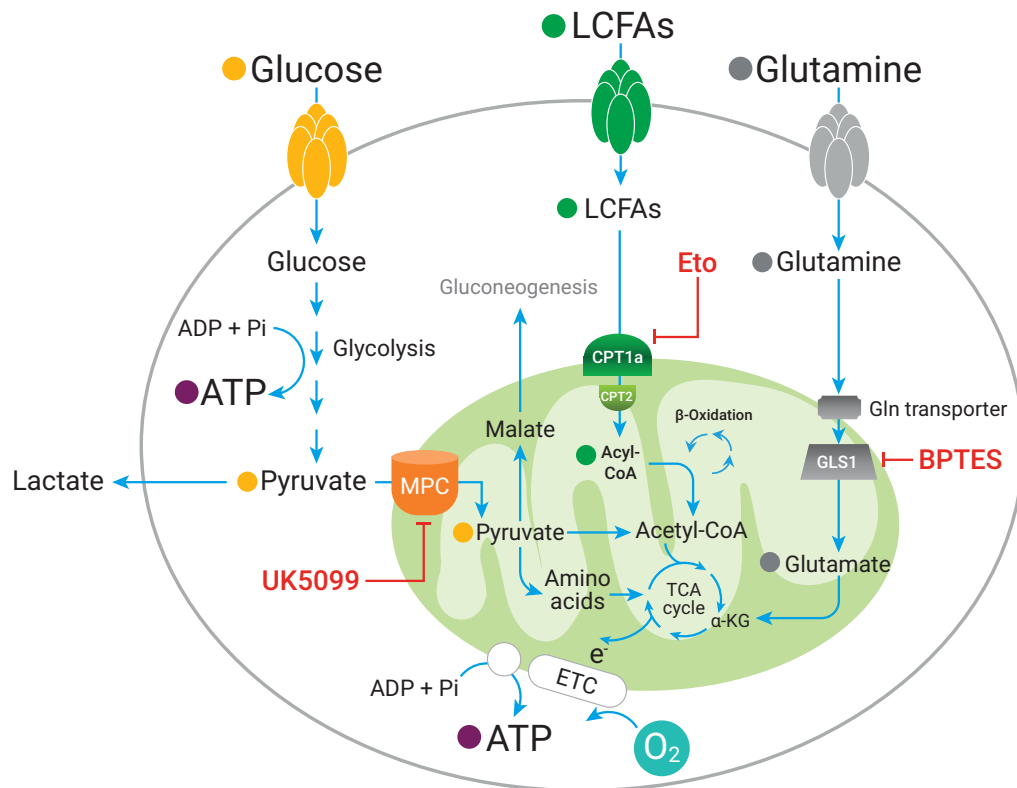 LCFAs
Glucose
Glutamine
LCFAs
Glucose
Eto
Glutamine
Gluconeogenesis
ADP + Pi
Glycolysis
CPT1a
ATP
CPT2
β-Oxidation
Gln transporter
Malate
Acyl-
CoA
GLS1
BPTES
Lactate
Pyruvate
MPC
Pyruvate
Acetyl-CoA
Glutamate
UK5099
Amino
acids
TCA
cycle
α-KG
e-
ETC
ADP + Pi
ATP
O2